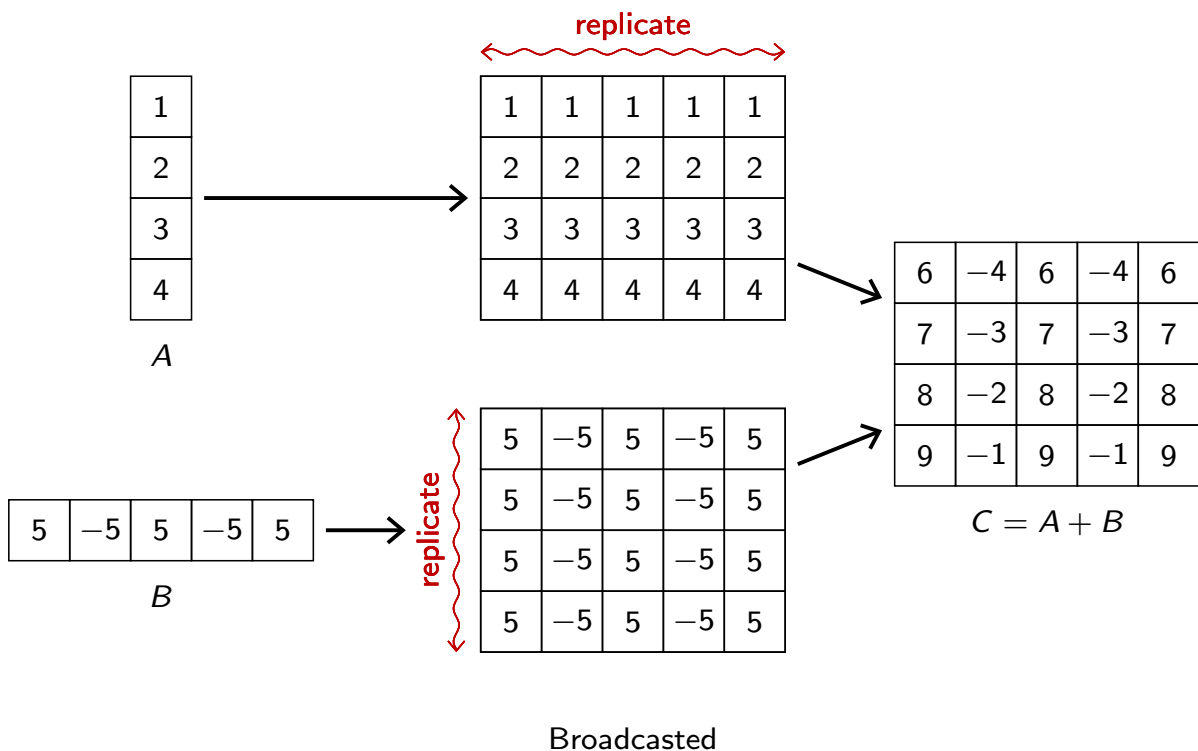 replicate
1
2
3
4
A
1 1 1 1 1
2 2 2 2 2
3 3 3 3 3
4 4 4 4 4
5 −5 5 −5 5
B
replicate
5 −5 5 −5 5
5 −5 5 −5 5
5 −5 5 −5 5
5 −5 5 −5 5
6 −4 6 −4 6
7 −3 7 −3 7
8 −2 8 −2 8
9 −1 9 −1 9
C = A + B
Broadcasted